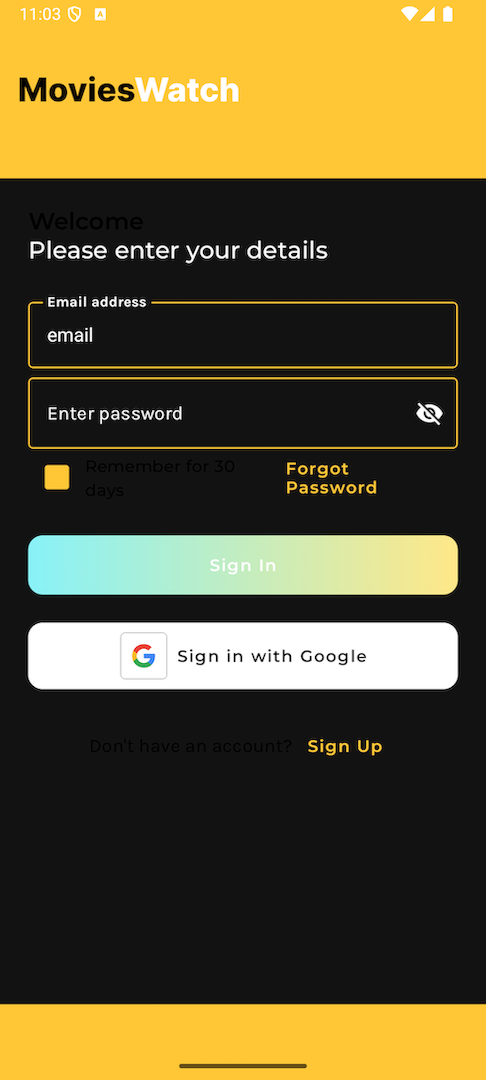 11:03
MoviesWatch
Welcome
Please enter your details
Email address
email
Enter password
Remember for 30
days
Forgot
Password
Sign In
G Sign in with Google
Don't have an account? Sign Up